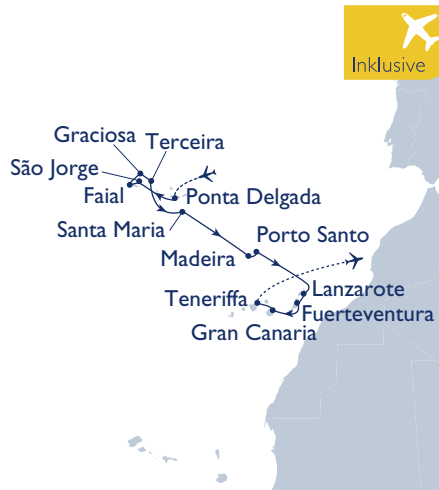 Inklusive
Graciosa
Terceira
São Jorge
Faial
Ponta Delgada
Santa Maria
Porto Santo
Madeira
Lanzarote
Teneriffa
Fuerteventura
Gran Canaria